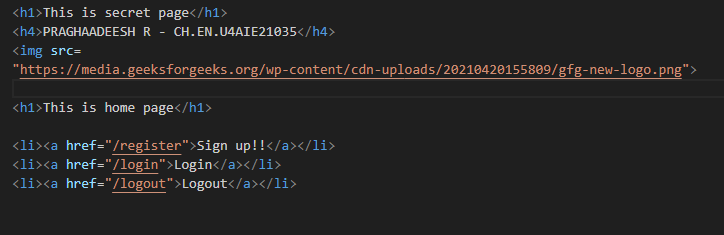 <h1>This is secret page</h1>
<h4>PRAGHAADEESH R - CH.EN.U4AIE21035</h4>
<img src=
"https://media.geeksforgeeks.org/wp-content/cdn-uploads/20210420155809/gfg-new-logo.png">
<h1>This is home page</h1>
<li><a href="/register">Sign up!!</a></li>
<li><a href="/login">Login</a></li>
<li><a href="/logout">Logout</a></li>